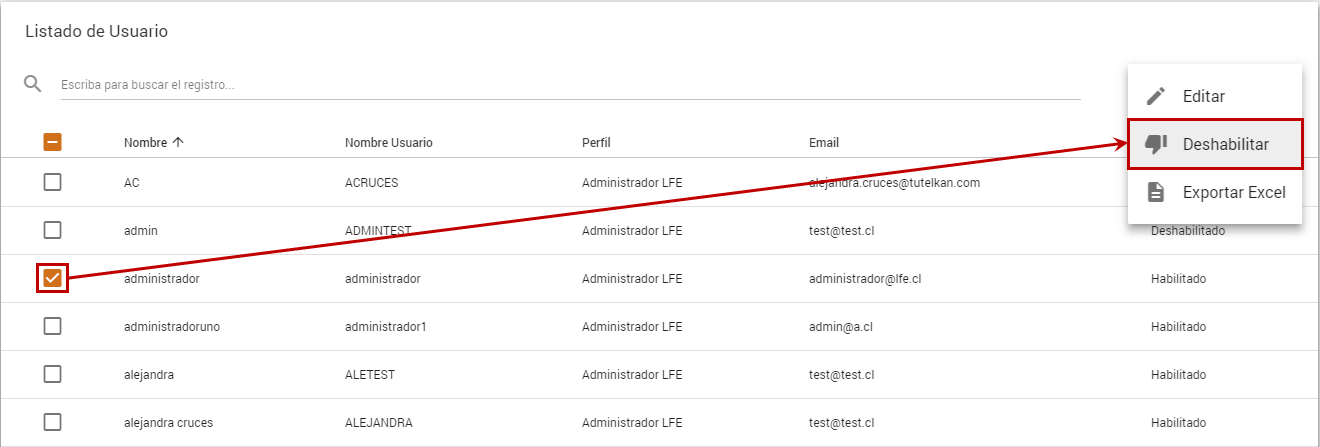 Listado de Usuario
Escriba para buscar el registro...
Editar
Nombre Nombre Usuario Perfil Email
Deshabilitar
AC ACRUCES Administrador LFE alejandra.cruces@tutelkan.com
Exportar Excel
admin ADMINTEST Administrador LFE test@test.cl Deshabilitado
administrador administrador Administrador LFE administrador@lfe.cl Habilitado
administradoruno administrador1 Administrador LFE admin@a.cl Habilitado
alejandra ALETEST Administrador LFE test@test.cl Habilitado
alejandra cruces ALEJANDRA Administrador LFE test@test.cl Habilitado